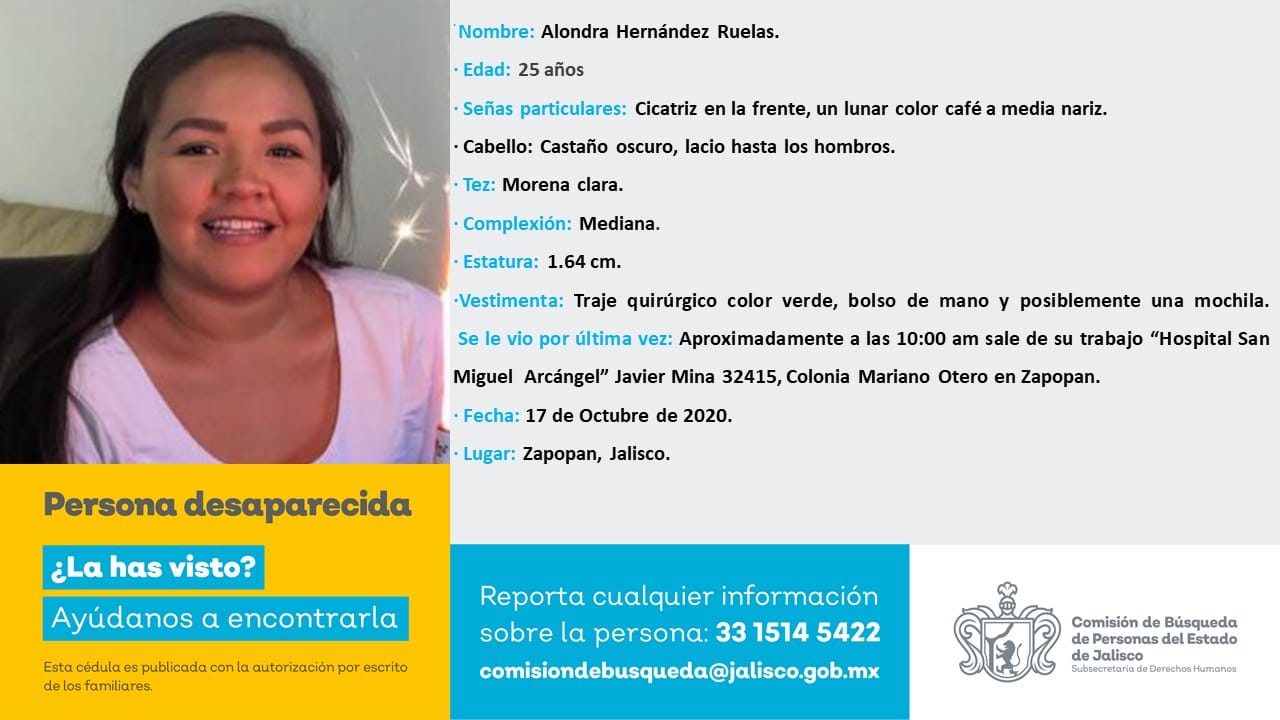 · Nombre: Alondra Hernández Ruelas.
· Edad: 25 años
· Señas particulares: Cicatriz en la frente, un lunar color café a media nariz.
· Cabello: Castaño oscuro, lacio hasta los hombros.
· Tez: Morena clara.
· Complexión: Mediana.
· Estatura: 1.64 cm.
·Vestimenta: Traje quirúrgico color verde, bolso de mano y posiblemente una mochila.
Se le vio por última vez: Aproximadamente a las 10:00 am sale de su trabajo “Hospital San
Miguel Arcángel” Javier Mina 32415, Colonia Mariano Otero en Zapopan.
· Fecha: 17 de Octubre de 2020.
· Lugar: Zapopan, Jalisco.
Persona desaparecida
¿La has visto?
Ayúdanos a encontrarla
Esta cédula es publicada con la autorización por escrito
de los familiares.
Reporta cualquier información
sobre la persona: 33 1514 5422
comisiondebusqueda@jalisco.gob.mx
Comisión de Búsqueda
de Personas del Estado
de Jalisco
Subsecretaría de Derechos Humanos